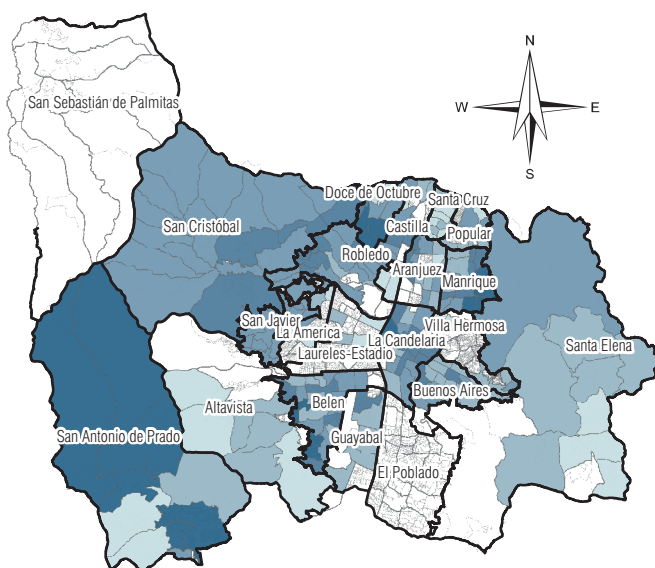 N
W E
S
San Sebastián de Palmitas
Doce de Octubre
Santa Cruz
San Cristóbal
Castilla
Popular
Robledo
Aranjuez
Manrique
San Javier
La America
Villa Hermosa
La Candelaria
Laureles-Estadio
Santa Elena
Buenos Aires
Belen
Altavista
Guayabal
San Antonio de Prado
El Poblado